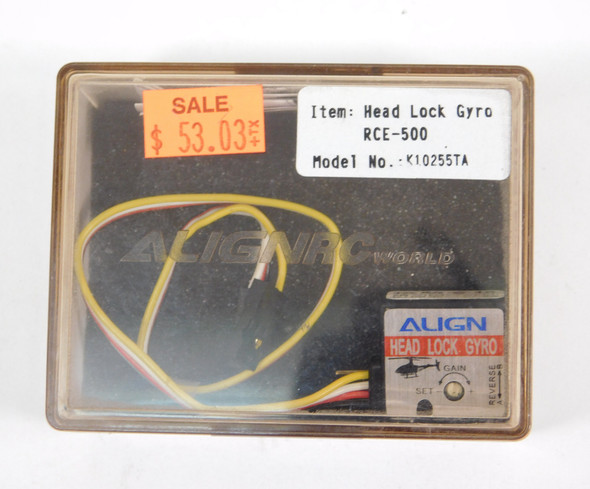 SALE
$ 53.03 +TX
Item: Head Lock Gyro
RCE-500
Model No.: K10255TA
ALIGNRC WORLD
ALIGN
HEAD LOCK GYRO
GAIN
SET
REVERSE